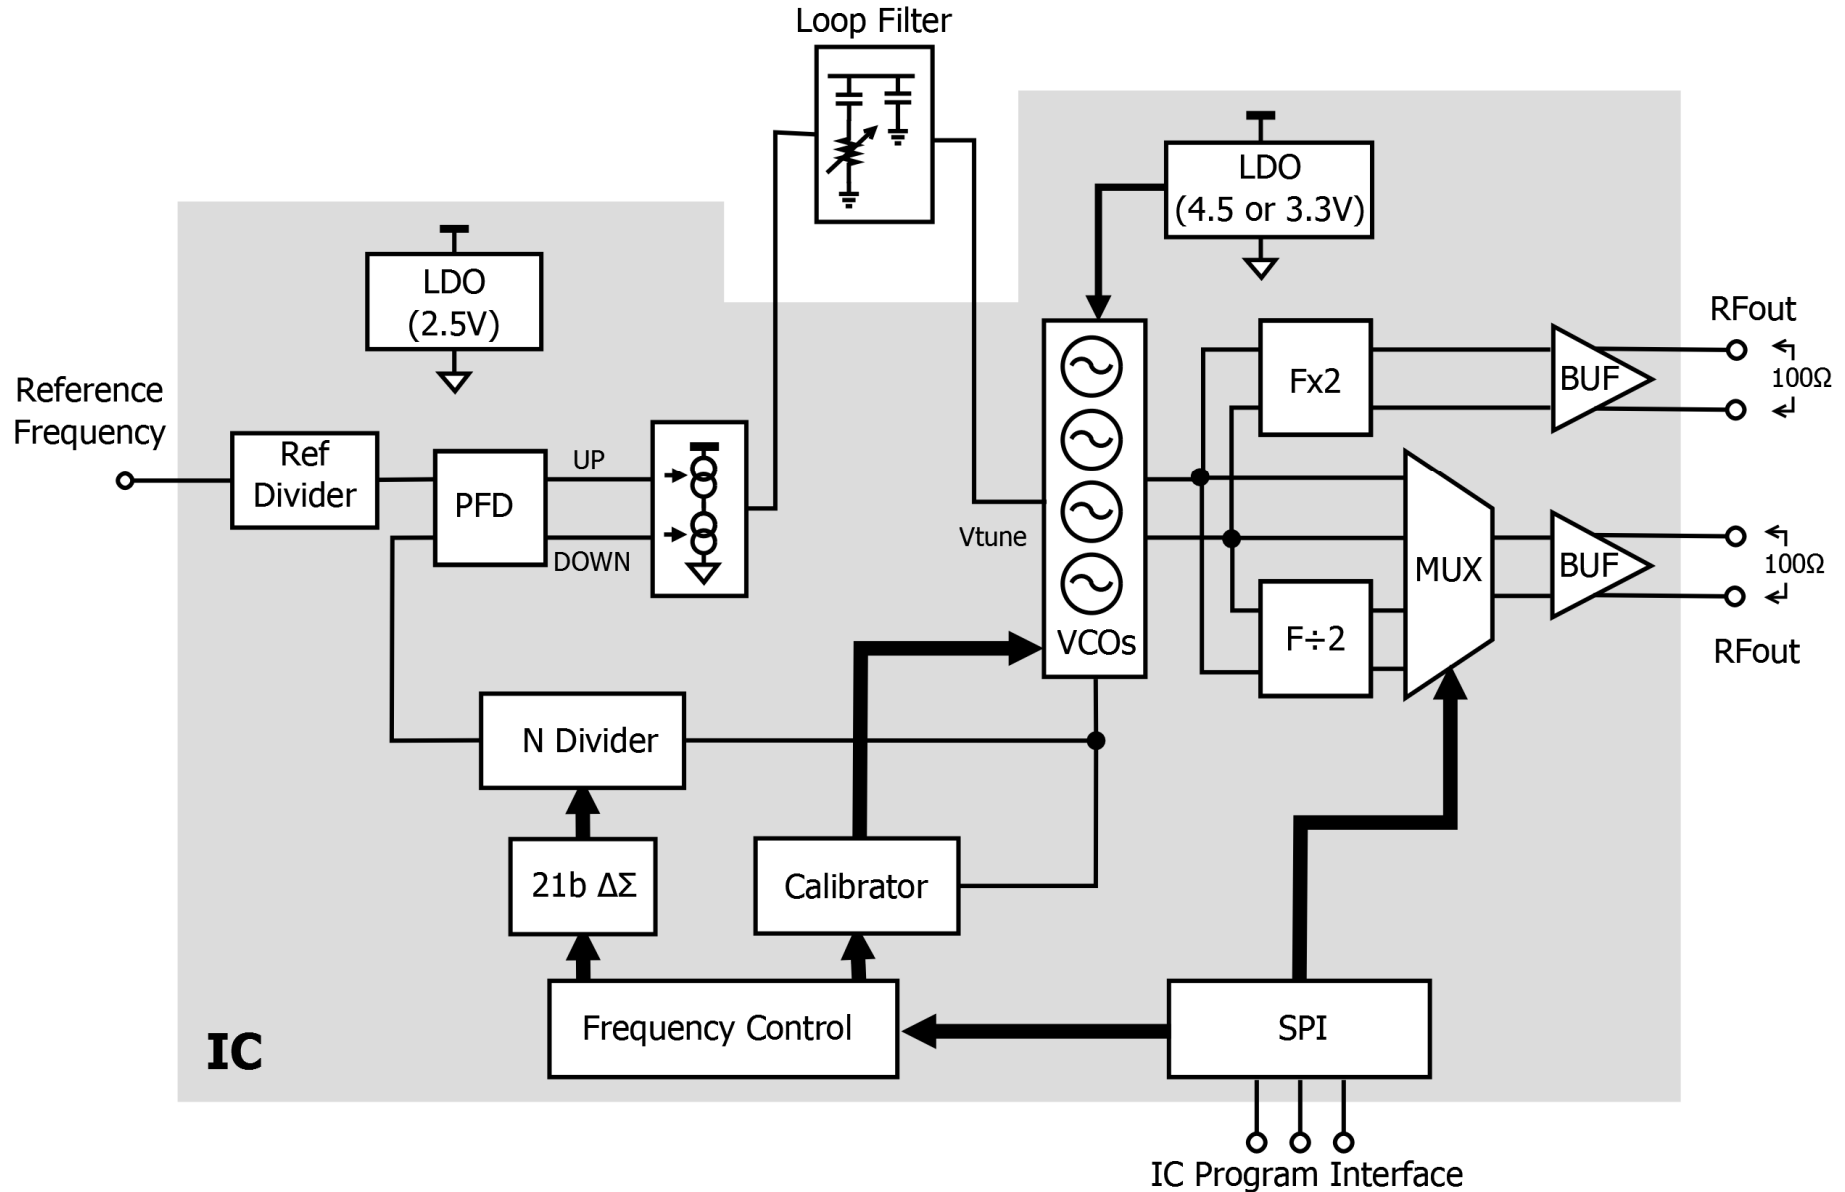 Loop Filter
LDO
(4.5 or 3.3V)
LDO
(2.5V)
RFout
100Ω
Reference
Frequency
Ref
Divider
PFD
UP
DOWN
Vtune
VCOs
Fx2
BUF
MUX
F÷2
BUF
100Ω
RFout
N Divider
21b ΔΣ
Calibrator
Frequency Control
SPI
IC
IC Program Interface